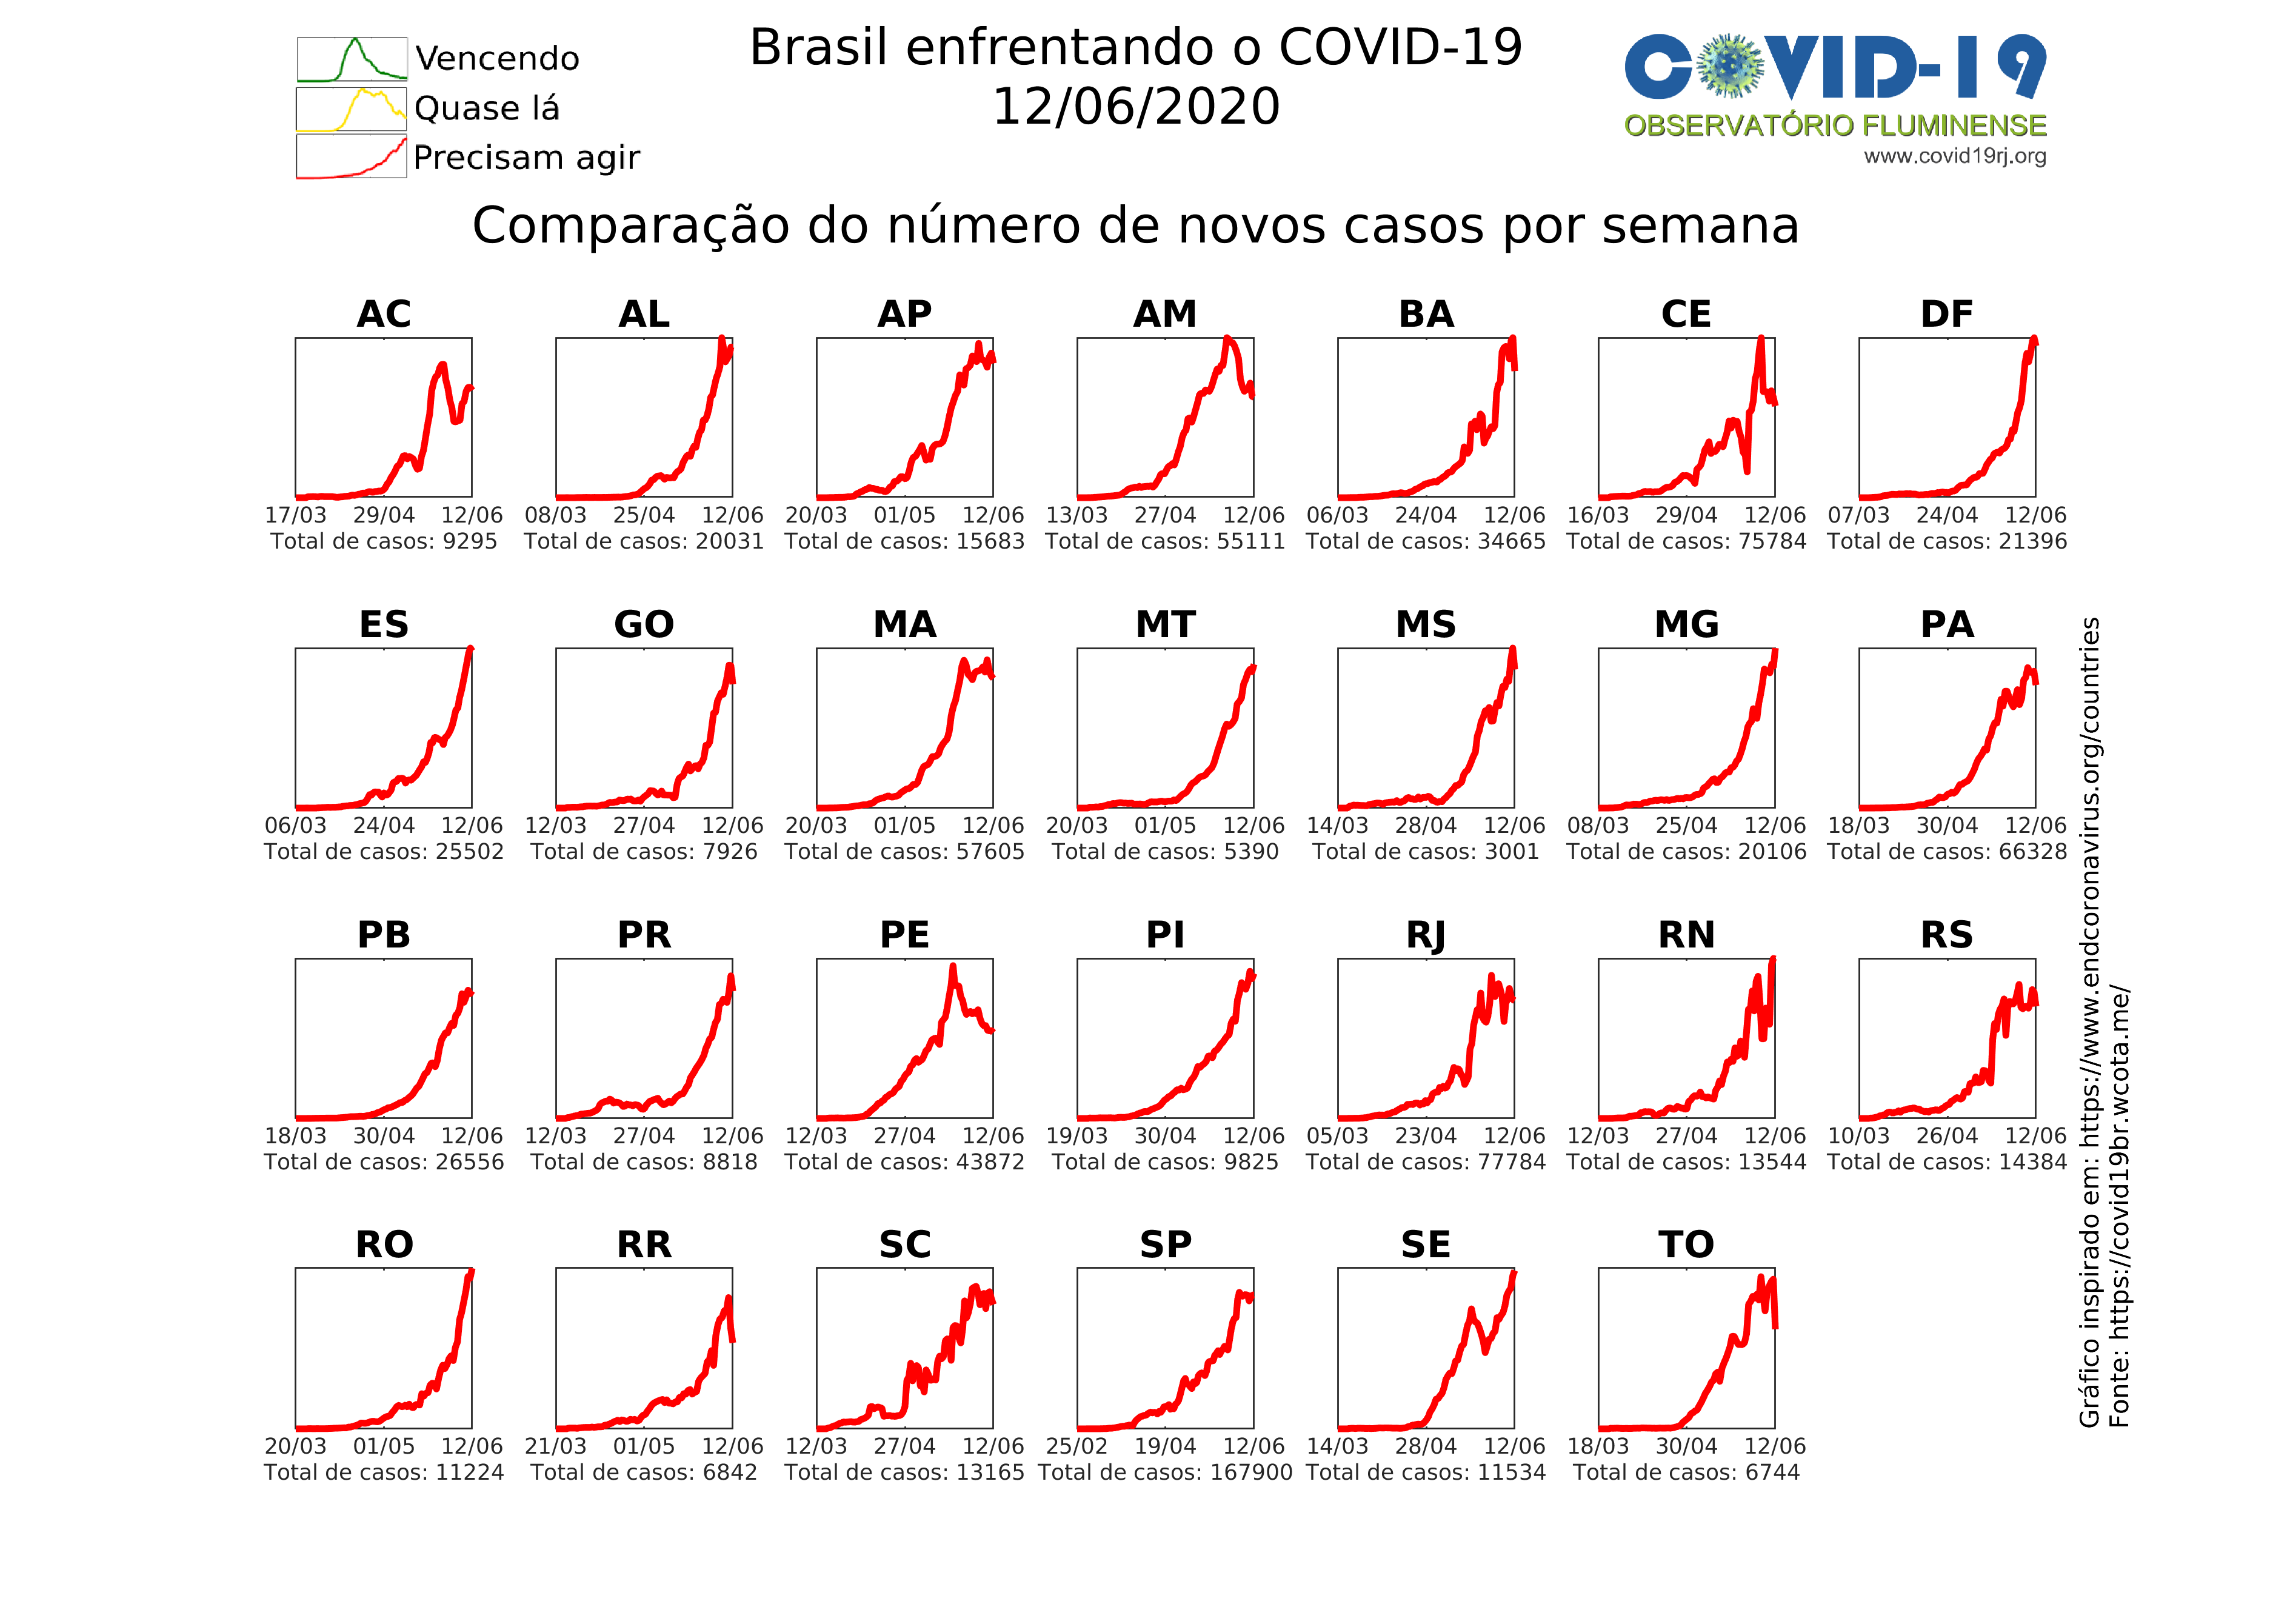 Vencendo
Quase lá
Precisam agir
Brasil enfrentando o COVID-19
12/06/2020
COVID-19
OBSERVATÓRIO FLUMINENSE
www.covid19rj.org
Comparação do número de novos casos por semana
AC AL AP AM BA CE DF
17/03 29/04 12/06 08/03 25/04 12/06 20/03 01/05 12/06 13/03 27/04 12/06 06/03 24/04 12/06 16/03 29/04 12/06 07/03 24/04 12/06
Total de casos: 9295 Total de casos: 20031 Total de casos: 15683 Total de casos: 55111 Total de casos: 34665 Total de casos: 75784 Total de casos: 21396
ES GO MA MT MS MG PA
06/03 24/04 12/06 12/03 27/04 12/06 20/03 01/05 12/06 20/03 01/05 12/06 14/03 28/04 12/06 08/03 25/04 12/06 18/03 30/04 12/06
Total de casos: 25502 Total de casos: 7926 Total de casos: 57605 Total de casos: 5390 Total de casos: 3001 Total de casos: 20106 Total de casos: 66328
PB PR PE PI RJ RN RS
18/03 30/04 12/06 12/03 27/04 12/06 12/03 27/04 12/06 19/03 30/04 12/06 05/03 23/04 12/06 12/03 27/04 12/06 10/03 26/04 12/06
Total de casos: 26556 Total de casos: 8818 Total de casos: 43872 Total de casos: 9825 Total de casos: 77784 Total de casos: 13544 Total de casos: 14384
RO RR SC SP SE TO
20/03 01/05 12/06 21/03 01/05 12/06 12/03 27/04 12/06 25/02 19/04 12/06 14/03 28/04 12/06 18/03 30/04 12/06
Total de casos: 11224 Total de casos: 6842 Total de casos: 13165 Total de casos: 167900 Total de casos: 11534 Total de casos: 6744
Gráfico inspirado em: https://www.endcoronavirus.org/countries
Fonte: https://covid19br.wcota.me/